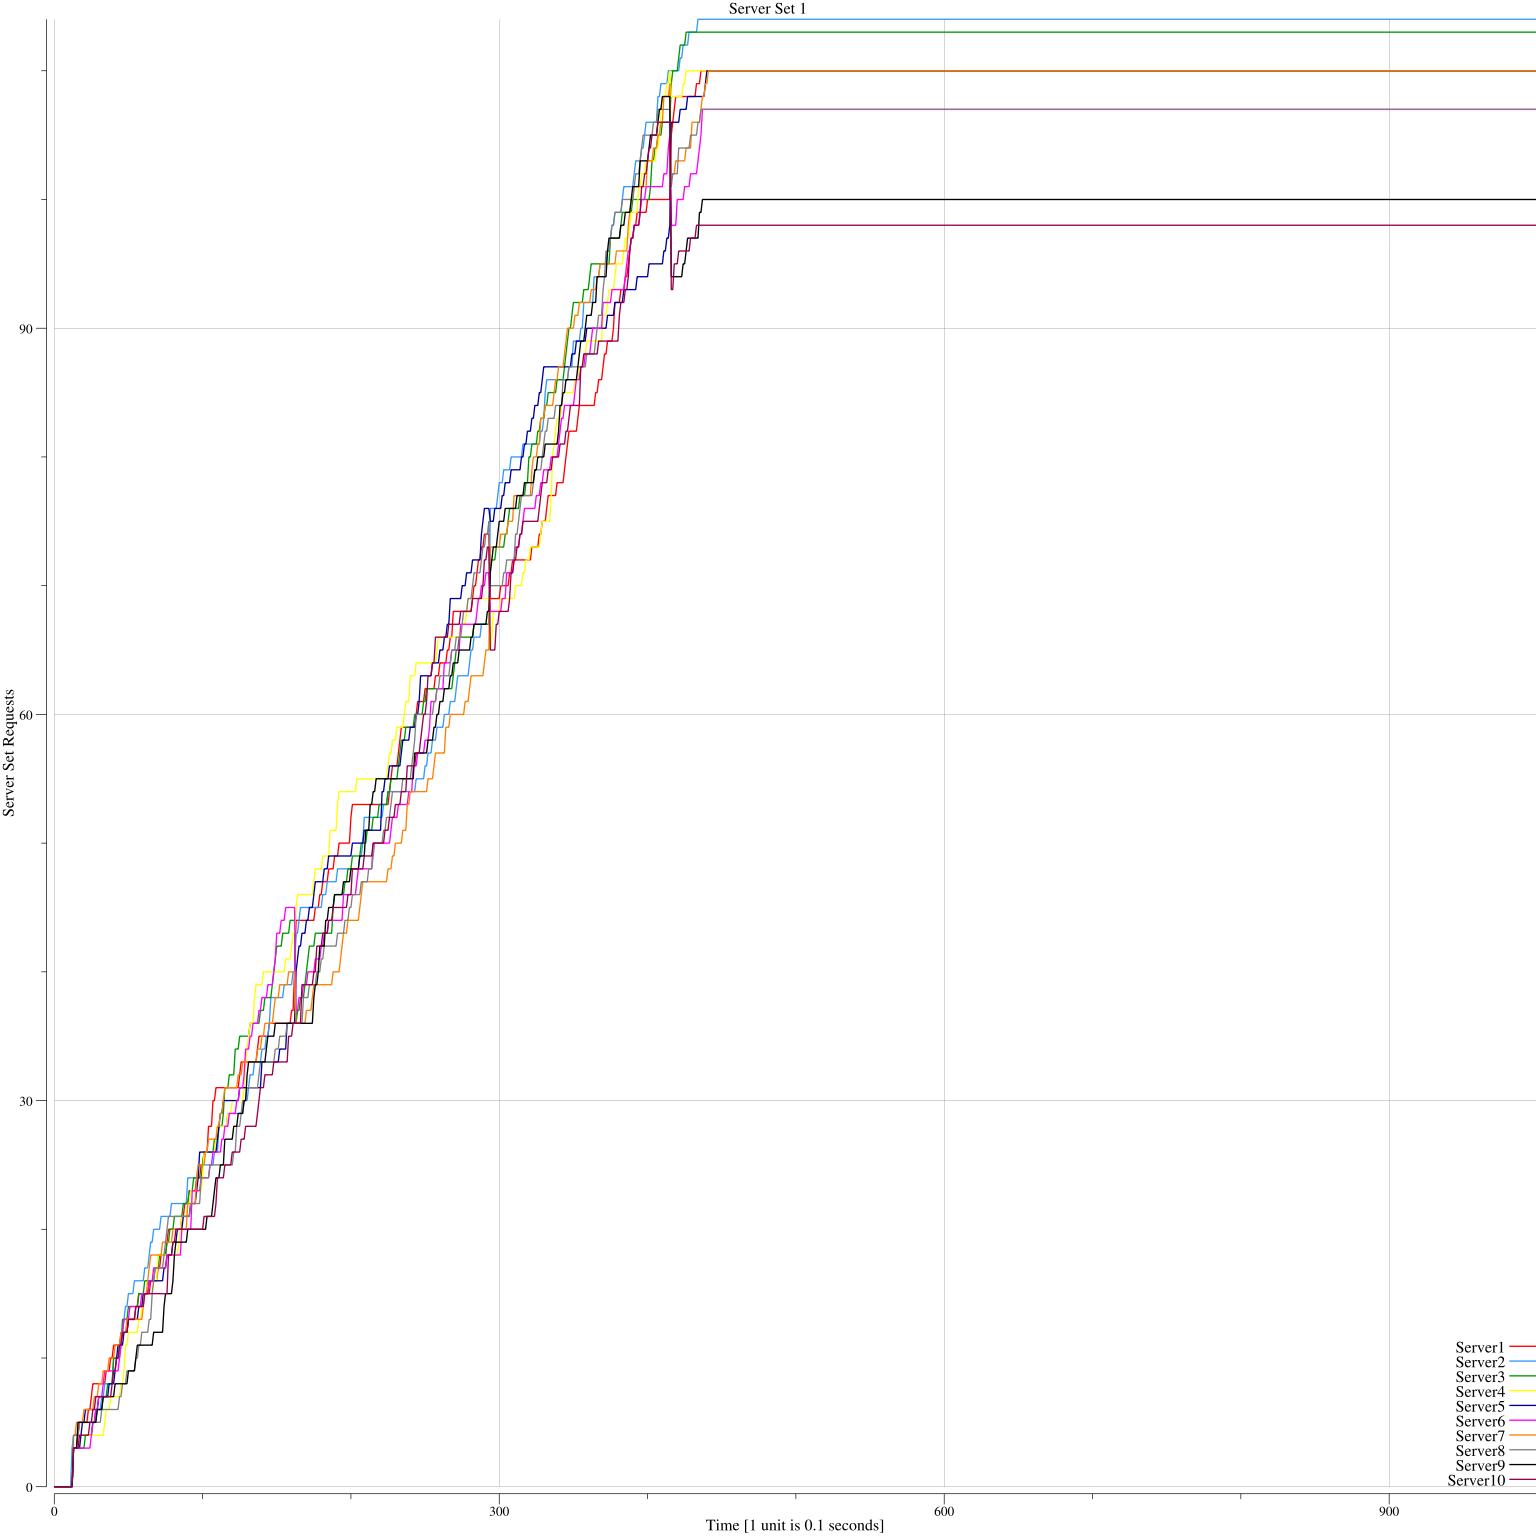 Server Set 1
90
60
30
0
Server Set Requests
0
300
600
900
Time [1 unit is 0.1 seconds]
Server1
Server2
Server3
Server4
Server5
Server6
Server7
Server8
Server9
Server10